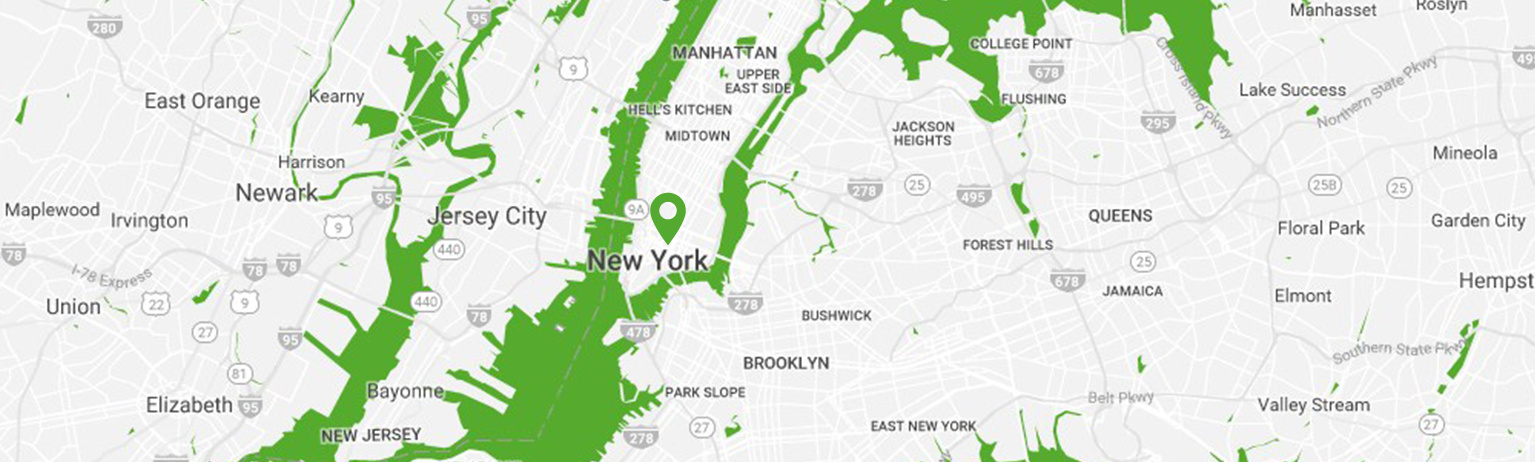 Manhasset
Roslyn
280
95
COLLEGE POINT
MANHATTAN
9
678
UPPER
EAST SIDE
Cross Island Pkwy
Northern State Pkwy
Lake Success
East Orange
Kearny
FLUSHING
HELL'S KITCHEN
295
JACKSON
HEIGHTS
MIDTOWN
Mineola
Harrison
Newark
95
278
25
495
25B
25
Maplewood
Irvington
9
Jersey City
9A
QUEENS
Floral Park
Garden City
440
FOREST HILLS
78
78
78
I-78 Express
New York
25
678
Hempst
JAMAICA
Elmont
Union
22
9
440
278
78
BUSHWICK
27
95
478
Southern State Pkwy
BROOKLYN
81
Bayonne
PARK SLOPE
Belt Pkwy
Elizabeth
95
Valley Stream
NEW JERSEY
278
27
EAST NEW YORK
27